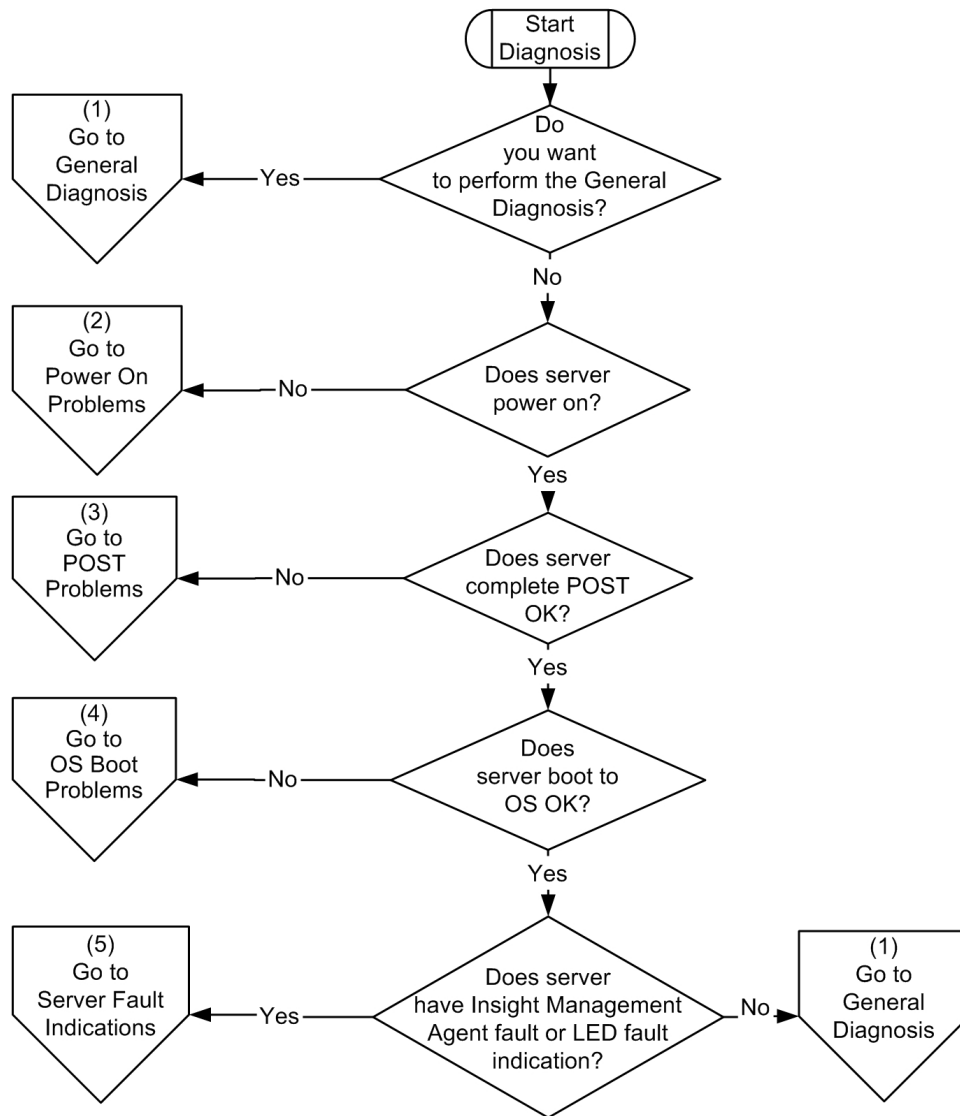 Start
Diagnosis
(1)
Go to
General
Diagnosis
Yes
Do
you want
to perform the General
Diagnosis?
No
(2)
Go to
Power On
Problems
No
Does server
power on?
Yes
(3)
Go to
POST
Problems
No
Does server
complete POST
OK?
Yes
(4)
Go to
OS Boot
Problems
No
Does
server boot to
OS OK?
Yes
(5)
Go to
Server Fault
Indications
Yes
Does server
have Insight Management
Agent fault or LED fault
indication?
No
(1)
Go to
General
Diagnosis